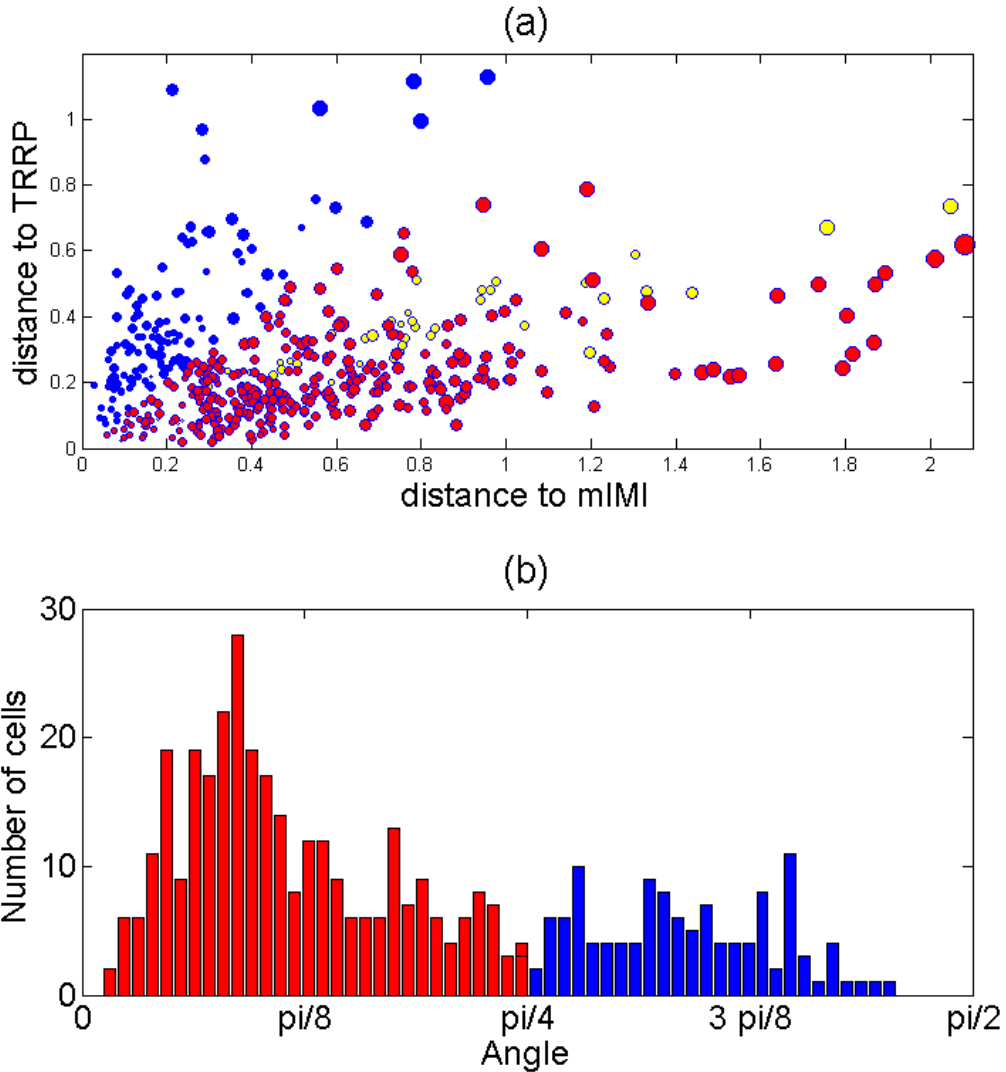 (a)
distance to TRRP
1
0.8
0.6
0.4
0.2
0
0 0.2 0.4 0.6 0.8 1 1.2 1.4 1.6 1.8 2
distance to mIMI
(b)
Number of cells
30
20
10
0
0 pi/8 pi/4 3 pi/8 pi/2
Angle